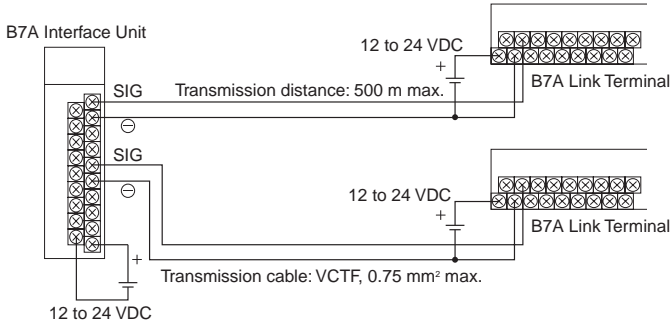 B7A Interface Unit
12 to 24 VDC
+
B7A Link Terminal
SIG
Transmission distance: 500 m max.
⊖
SIG
⊖
12 to 24 VDC
+
B7A Link Terminal
+
Transmission cable: VCTF, 0.75 mm² max.
12 to 24 VDC